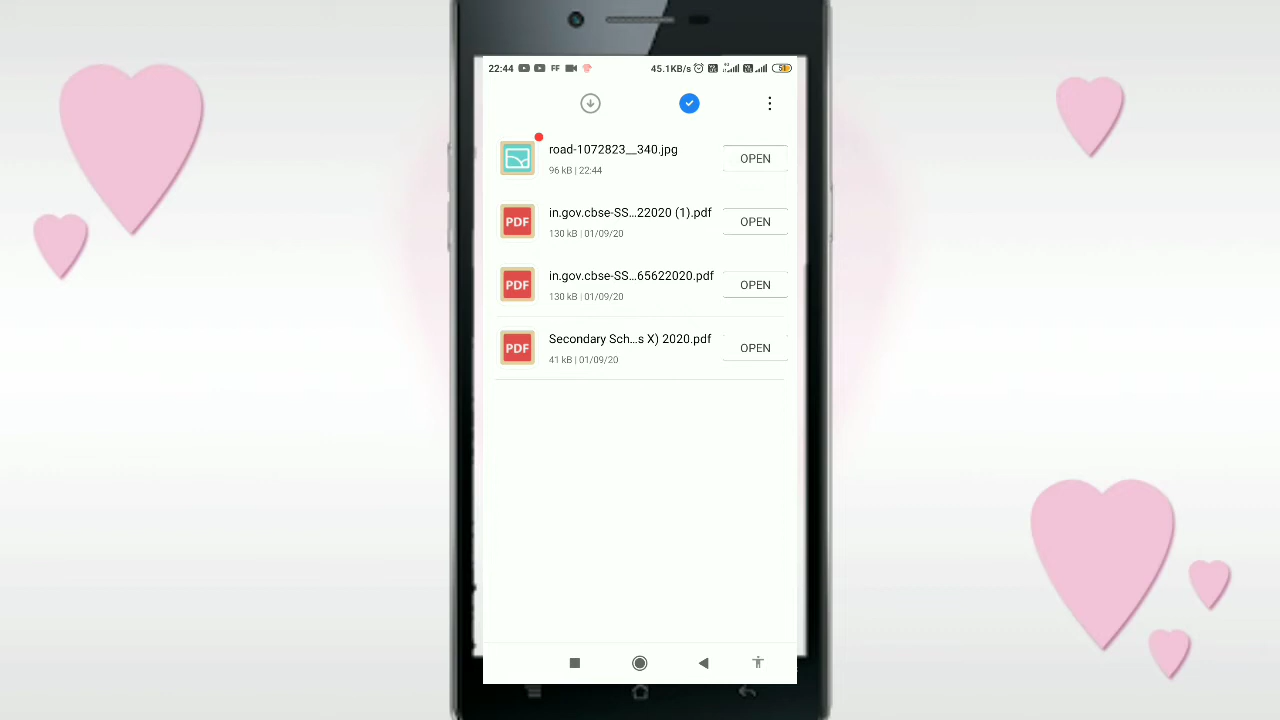 22:44 FF 45.1KB/s 51
road-1072823__340.jpg
96 kB | 22:44
OPEN
PDF
in.gov.cbse-SS...22020 (1).pdf
130 kB | 01/09/20
OPEN
PDF
in.gov.cbse-SS...65622020.pdf
130 kB | 01/09/20
OPEN
PDF
Secondary Sch...s X) 2020.pdf
41 kB | 01/09/20
OPEN